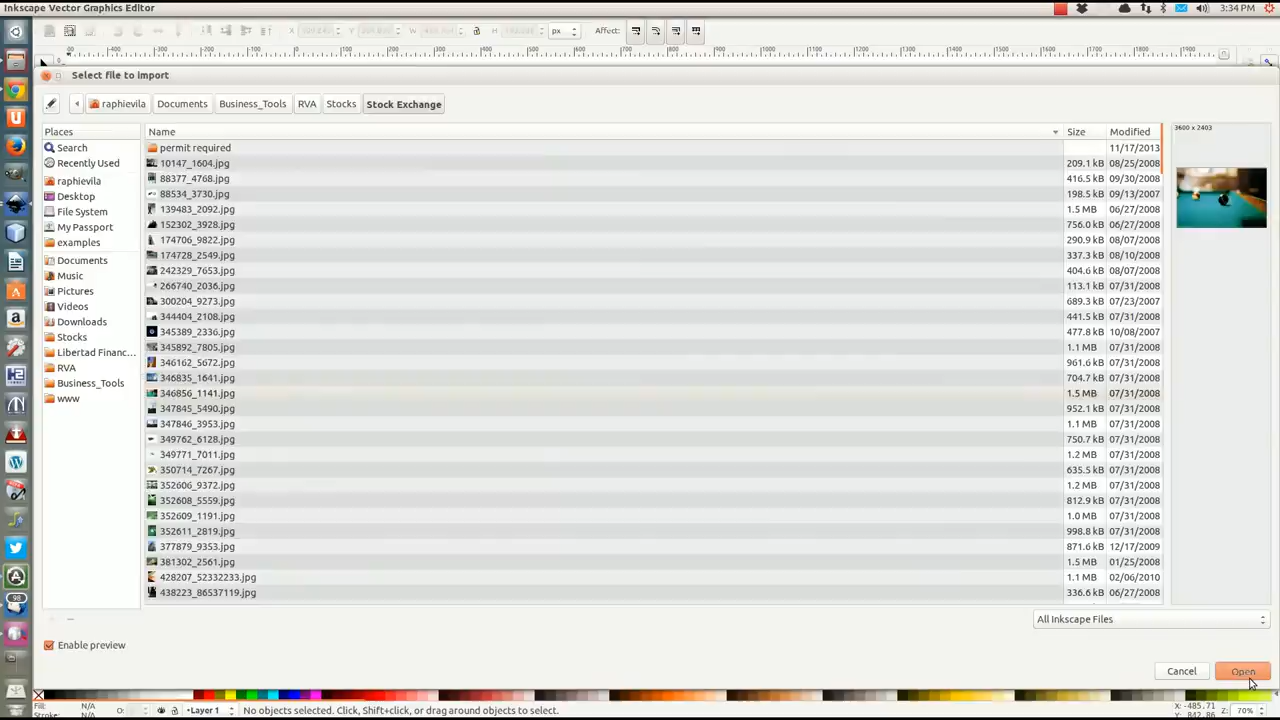 Inkscape Vector Graphics Editor
3:34 PM
px
Affect:
Select file to import
raphievila Documents Business_Tools RVA Stocks Stock Exchange
Places
Search
Recently Used
raphievila
Desktop
File System
My Passport
examples
Documents
Music
Pictures
Videos
Downloads
Stocks
Libertad Financ...
RVA
Business_Tools
www
Name Size Modified
permit required 11/17/2013
10147_1604.jpg 209.1 kB 08/25/2008
88377_4768.jpg 416.5 kB 09/30/2008
88534_3730.jpg 198.5 kB 09/13/2007
139483_2092.jpg 1.5 MB 06/27/2008
152302_3928.jpg 756.0 kB 06/27/2008
174706_9822.jpg 290.9 kB 08/07/2008
174728_2549.jpg 337.3 kB 08/10/2008
242329_7653.jpg 404.6 kB 08/07/2008
266740_2036.jpg 113.1 kB 07/31/2008
300204_9273.jpg 689.3 kB 07/23/2007
344404_2108.jpg 441.5 kB 07/31/2008
345389_2336.jpg 477.8 kB 10/08/2007
345892_7805.jpg 1.1 MB 07/31/2008
346162_5672.jpg 961.6 kB 07/31/2008
346835_1641.jpg 704.7 kB 07/31/2008
346856_1141.jpg 1.5 MB 07/31/2008
347845_5490.jpg 952.1 kB 07/31/2008
347846_3953.jpg 1.1 MB 07/31/2008
349762_6128.jpg 750.7 kB 07/31/2008
349771_7011.jpg 1.2 MB 07/31/2008
350714_7267.jpg 635.5 kB 07/31/2008
352606_9372.jpg 1.2 MB 07/31/2008
352608_5559.jpg 812.9 kB 07/31/2008
352609_1191.jpg 1.0 MB 07/31/2008
352611_2819.jpg 998.8 kB 07/31/2008
377879_9353.jpg 871.6 kB 12/17/2009
381302_2561.jpg 1.5 MB 01/25/2008
428207_52332233.jpg 1.1 MB 02/06/2010
438223_86537119.jpg 336.6 kB 06/27/2008
3600 x 2403
All Inkscape Files
Enable preview
Cancel Open
Fill: N/A
Stroke: N/A
O:
Layer 1
No objects selected. Click, Shift+click, or drag around objects to select.
X: -485.71
Y: 842.86
Z: 70%